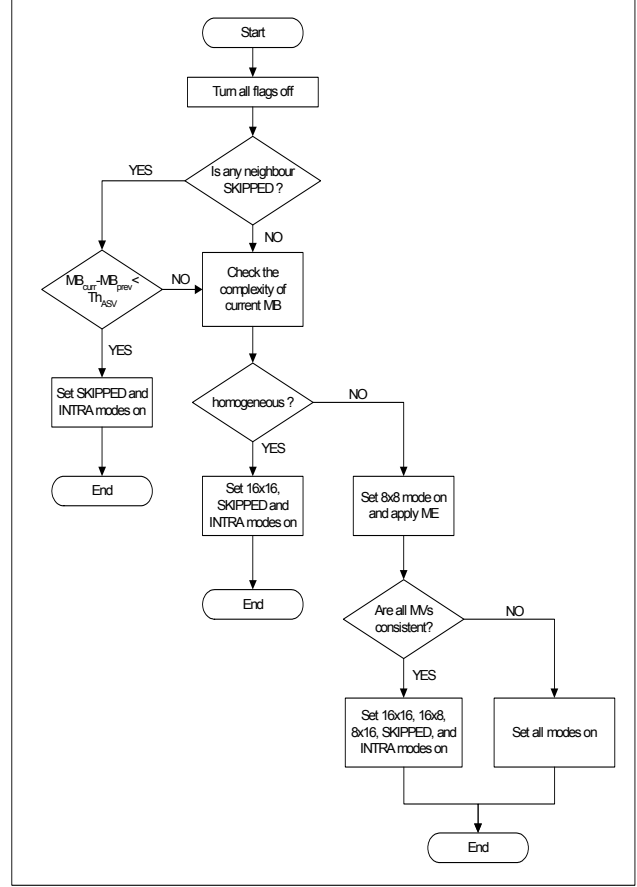 Start
Turn all flags off
Is any neighbour
SKIPPED ?
YES
NO
MBcurr-MBprev<
ThASV
NO
Check the
complexity of
current MB
YES
Set SKIPPED and
INTRA modes on
homogeneous ?
NO
YES
End
Set 16x16,
SKIPPED and
INTRA modes on
Set 8x8 mode on
and apply ME
End
Are all MVs
consistent?
NO
YES
Set 16x16, 16x8,
8x16, SKIPPED, and
INTRA modes on
Set all modes on
End